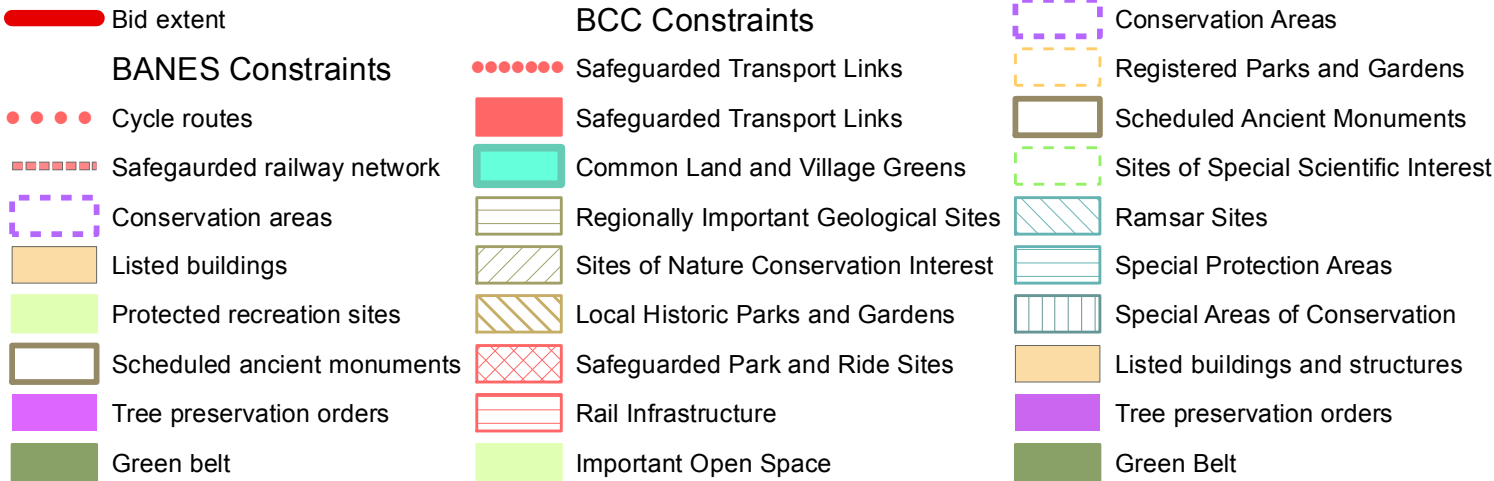 Bid extent
BANES Constraints
Cycle routes
Safegaurded railway network
Conservation areas
Listed buildings
Protected recreation sites
Scheduled ancient monuments
Tree preservation orders
Green belt
BCC Constraints
Safeguarded Transport Links
Safeguarded Transport Links
Common Land and Village Greens
Regionally Important Geological Sites
Sites of Nature Conservation Interest
Local Historic Parks and Gardens
Safeguarded Park and Ride Sites
Rail Infrastructure
Important Open Space
Conservation Areas
Registered Parks and Gardens
Scheduled Ancient Monuments
Sites of Special Scientific Interest
Ramsar Sites
Special Protection Areas
Special Areas of Conservation
Listed buildings and structures
Tree preservation orders
Green Belt